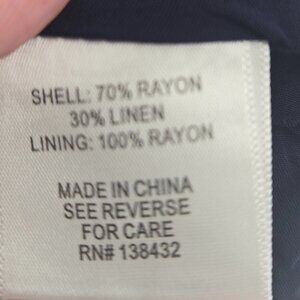 SHELL: 70% RAYON
30% LINEN
LINING: 100% RAYON
MADE IN CHINA
SEE REVERSE
FOR CARE
RN# 138432